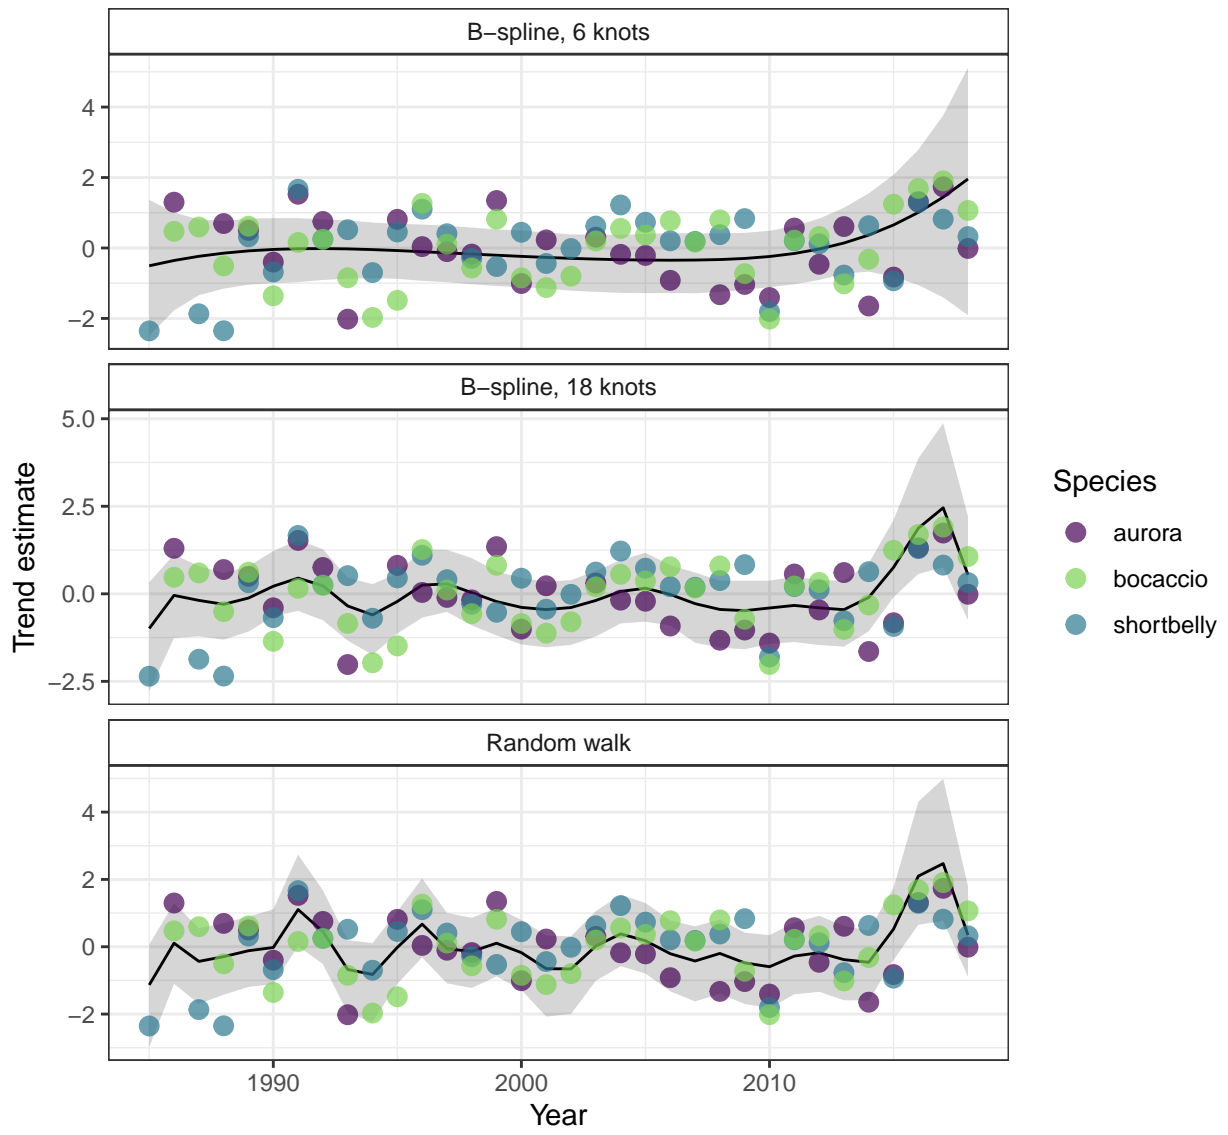 B−spline, 6 knots
4
2
0
−2
B−spline, 18 knots
5.0
2.5
0.0
−2.5
Random walk
4
2
0
−2
1990 2000 2010
Year
Trend estimate
Species
aurora
bocaccio
shortbelly